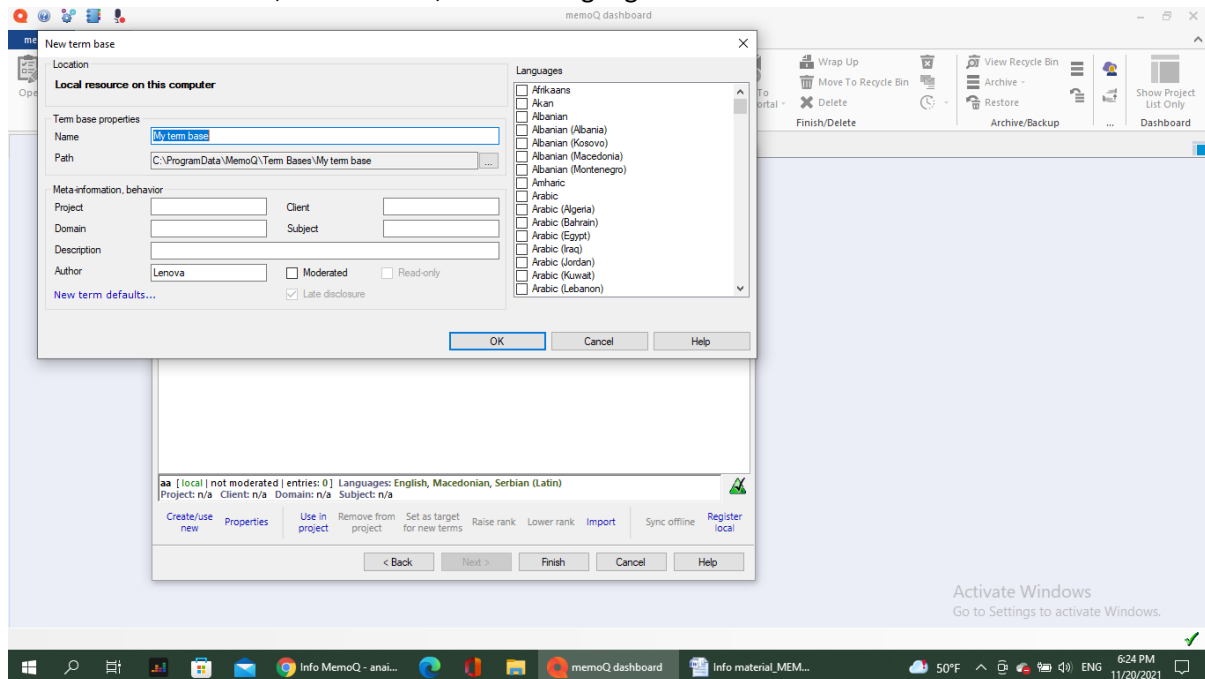 memoQ dashboard
New term base
Location
Local resource on this computer
Term base properties
Name My term base
Path C:\ProgramData\MemoQ\Term Bases\My term base ...
Meta-information, behavior
Project Client
Domain Subject
Description
Author Lenova Moderated Read-only
New term defaults... Late disclosure
Languages
Afrikaans
Akan
Albanian
Albanian (Albania)
Albanian (Kosovo)
Albanian (Macedonia)
Albanian (Montenegro)
Amharic
Arabic
Arabic (Algeria)
Arabic (Bahrain)
Arabic (Egypt)
Arabic (Iraq)
Arabic (Jordan)
Arabic (Kuwait)
Arabic (Lebanon)
OK Cancel Help
Wrap Up
Move To Recycle Bin
Delete
Finish/Delete
View Recycle Bin
Archive
Restore
Archive/Backup
...
Show Project
List Only
Dashboard
aa [local | not moderated | entries: 0] Languages: English, Macedonian, Serbian (Latin)
Project: n/a Client: n/a Domain: n/a Subject: n/a
Create/use
new
Properties
Use in
project
Remove from
project
Set as target
for new terms
Raise rank Lower rank Import Sync offline
Register
local
< Back Next > Finish Cancel Help
Activate Windows
Go to Settings to activate Windows.
Info MemoQ - anai... memoQ dashboard Info material_MEM... 50°F ENG
6:24 PM
11/20/2021